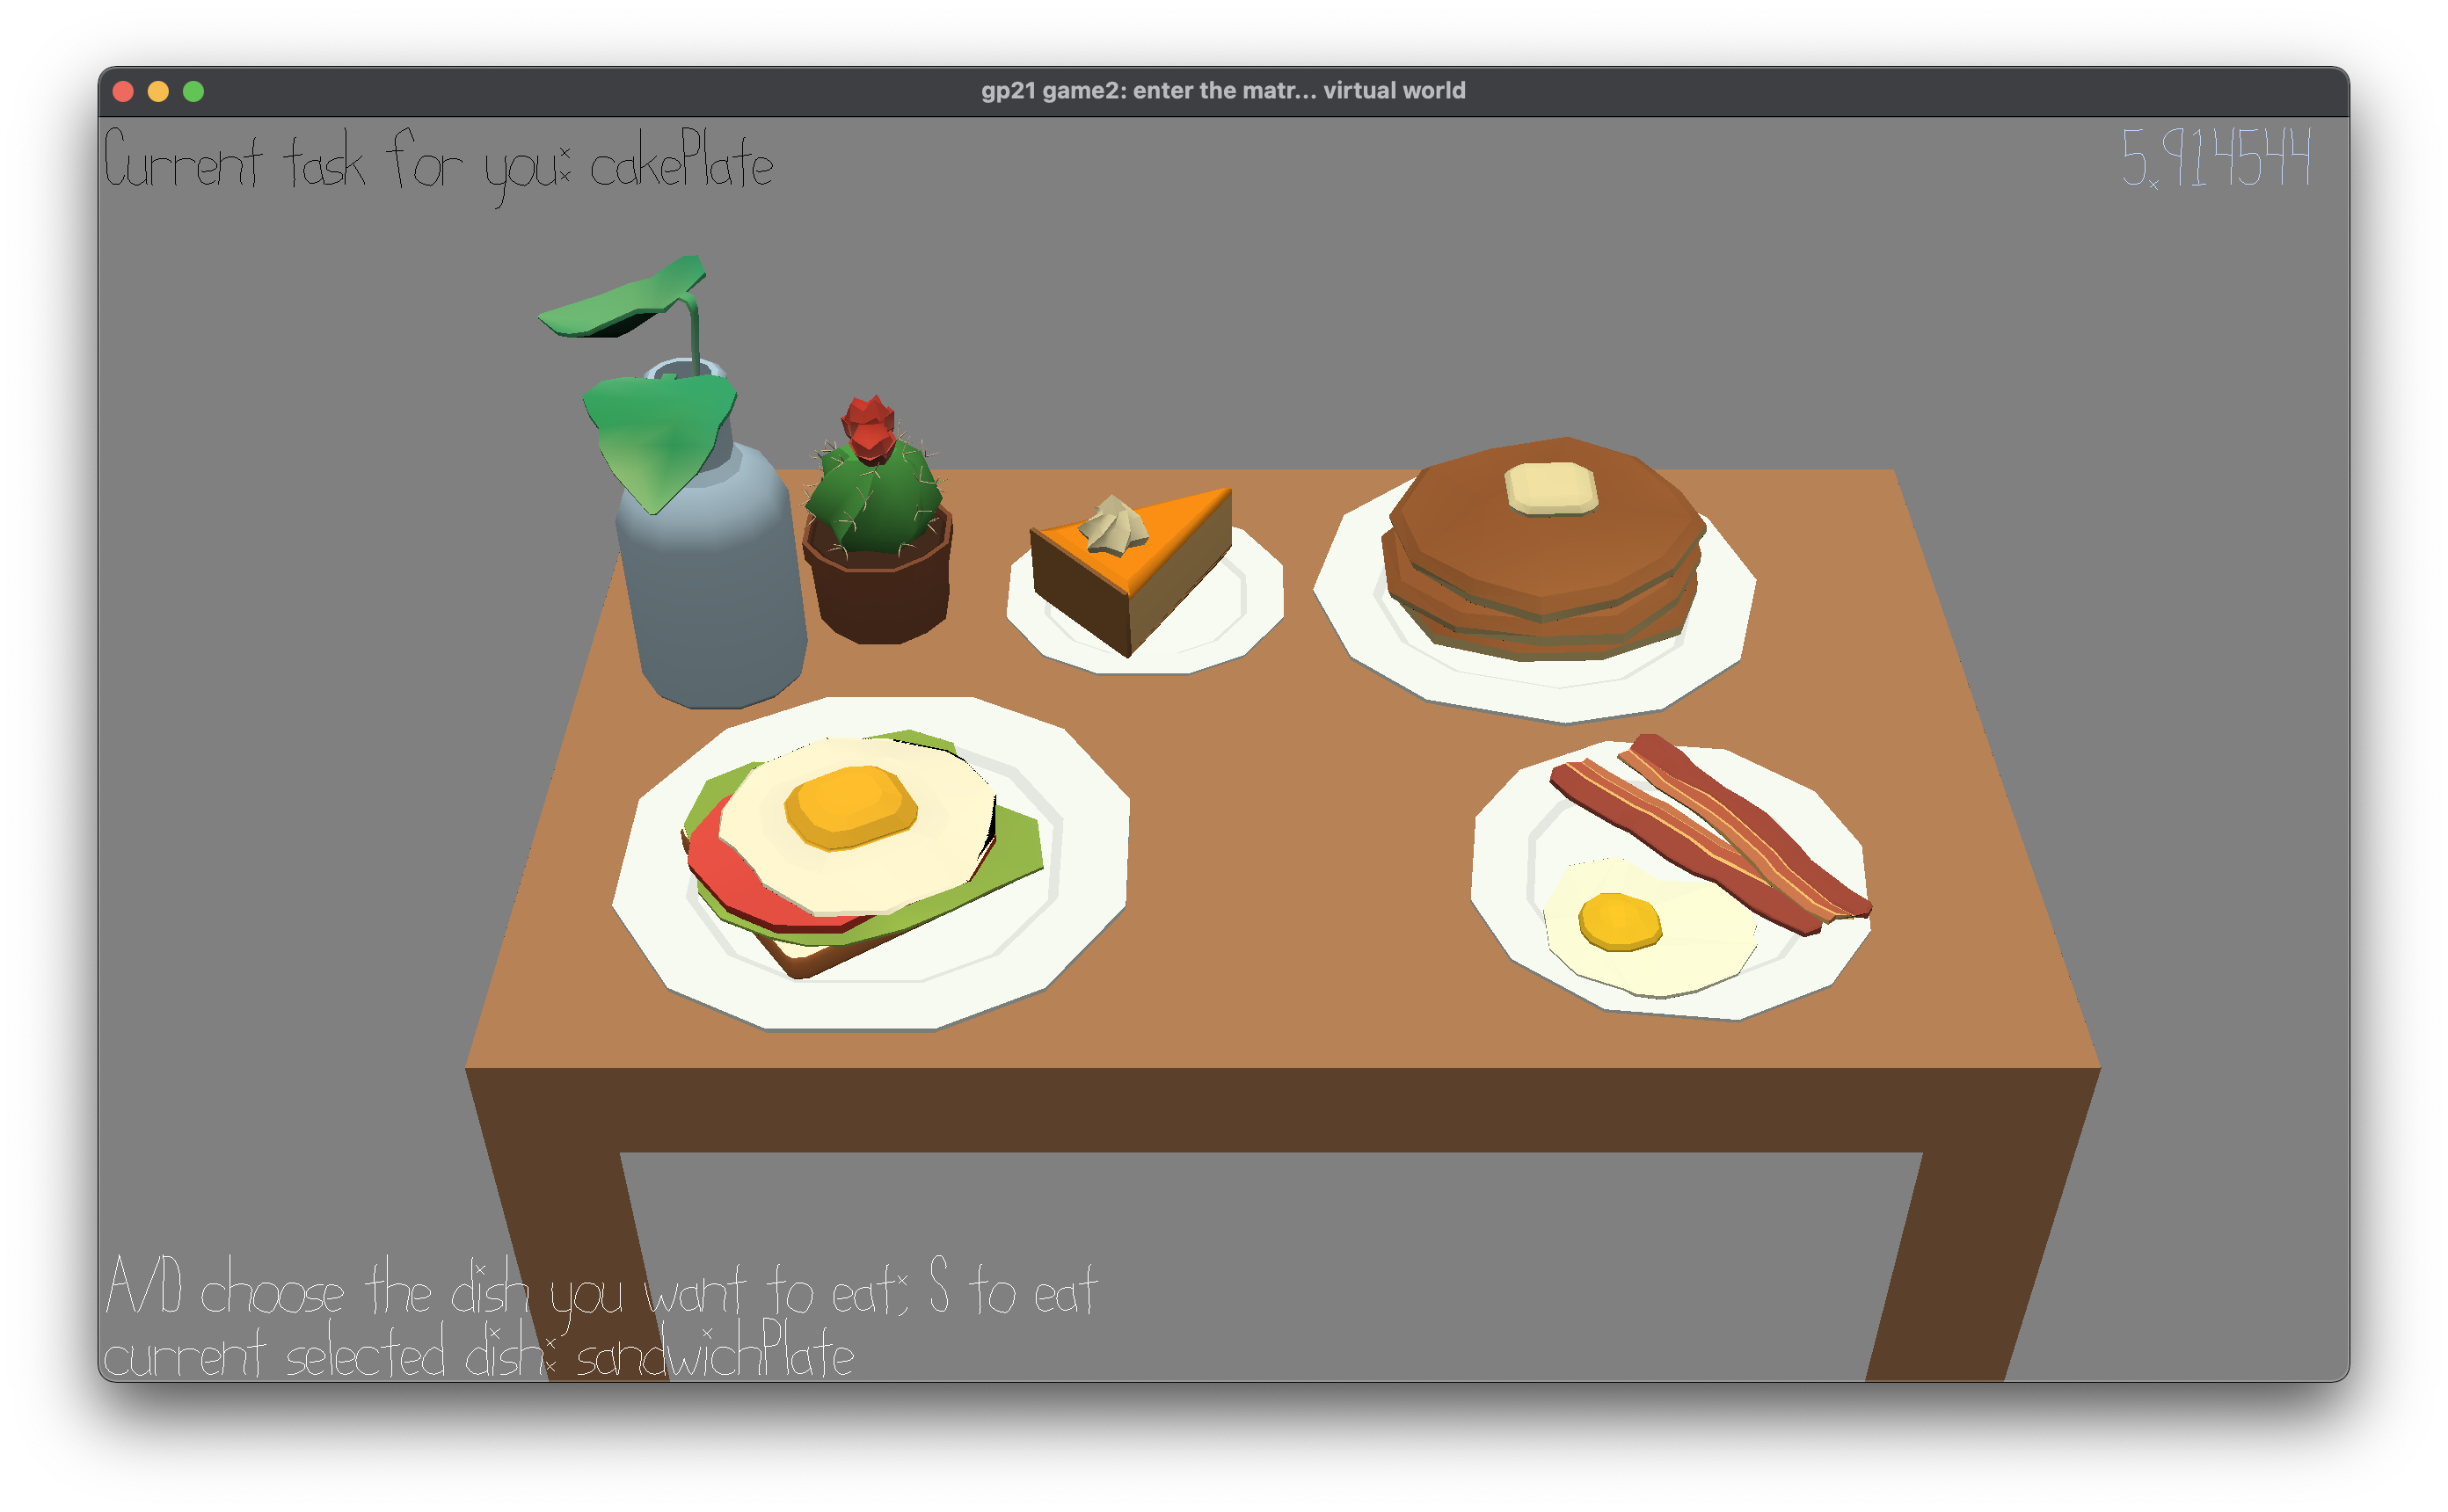 gp21 game2: enter the matr... virtual world
Current task for you: cakePlate
5.914544
A/D choose the dish you want to eat; S to eat
current selected dish: sandwichPlate